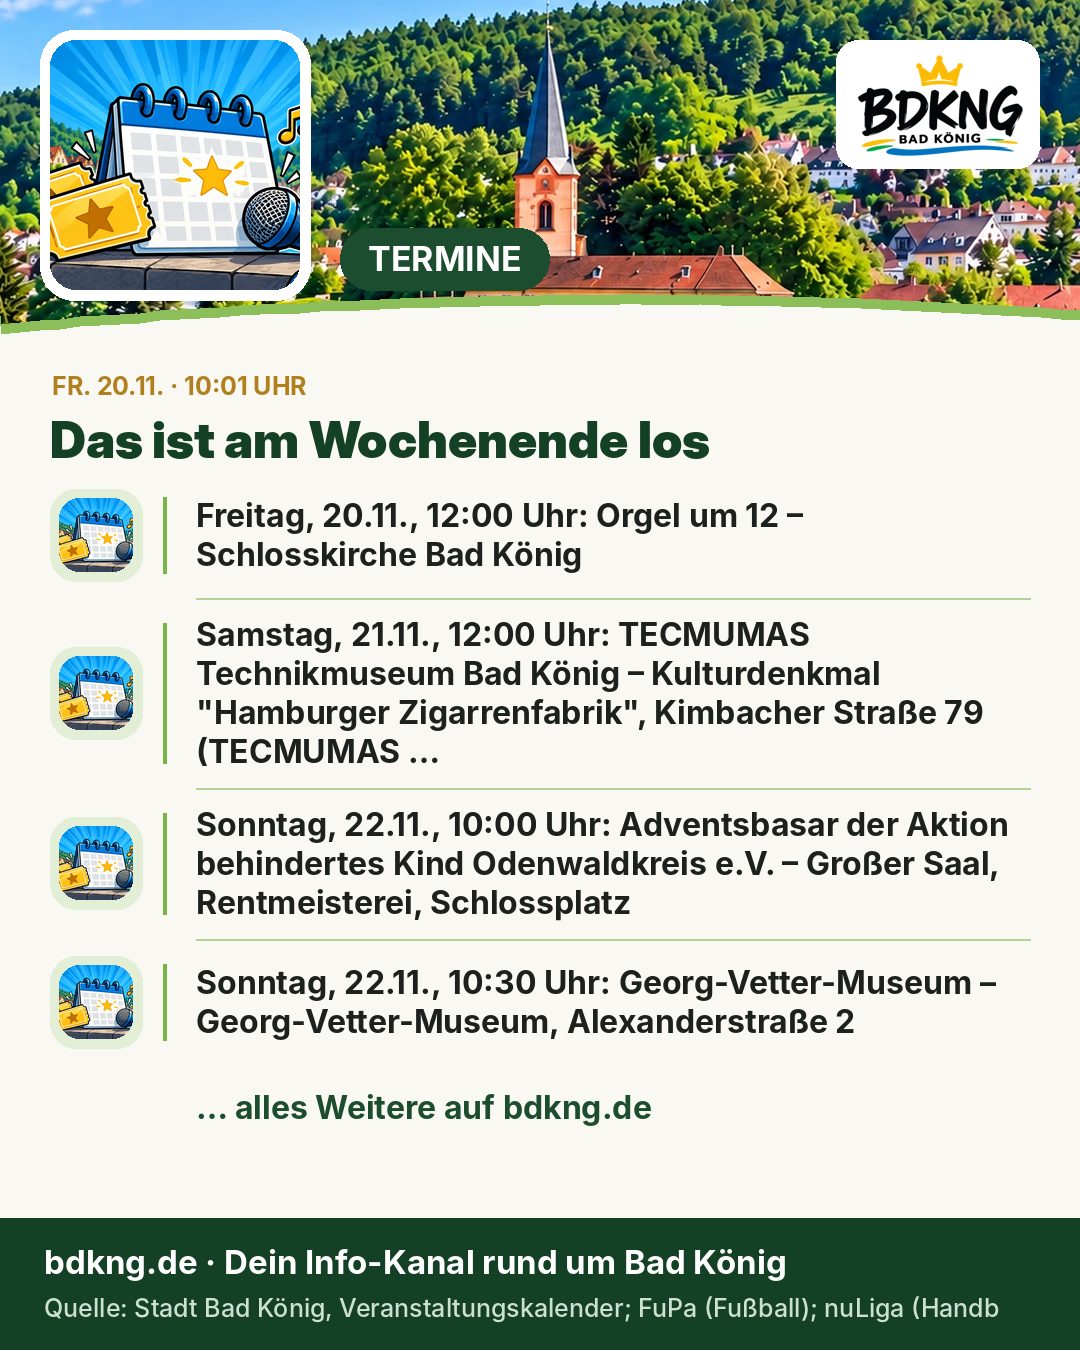 BDKNG
BAD KÖNIG
TERMINE
FR. 20.11. · 10:01 UHR
Das ist am Wochenende los
Freitag, 20.11., 12:00 Uhr: Orgel um 12 –
Schlosskirche Bad König
Samstag, 21.11., 12:00 Uhr: TECMUMAS
Technikmuseum Bad König – Kulturdenkmal
"Hamburger Zigarrenfabrik", Kimbacher Straße 79
(TECMUMAS …
Sonntag, 22.11., 10:00 Uhr: Adventsbasar der Aktion
behindertes Kind Odenwaldkreis e.V. – Großer Saal,
Rentmeisterei, Schlossplatz
Sonntag, 22.11., 10:30 Uhr: Georg-Vetter-Museum –
Georg-Vetter-Museum, Alexanderstraße 2
… alles Weitere auf bdkng.de
bdkng.de · Dein Info-Kanal rund um Bad König
Quelle: Stadt Bad König, Veranstaltungskalender; FuPa (Fußball); nuLiga (Handb